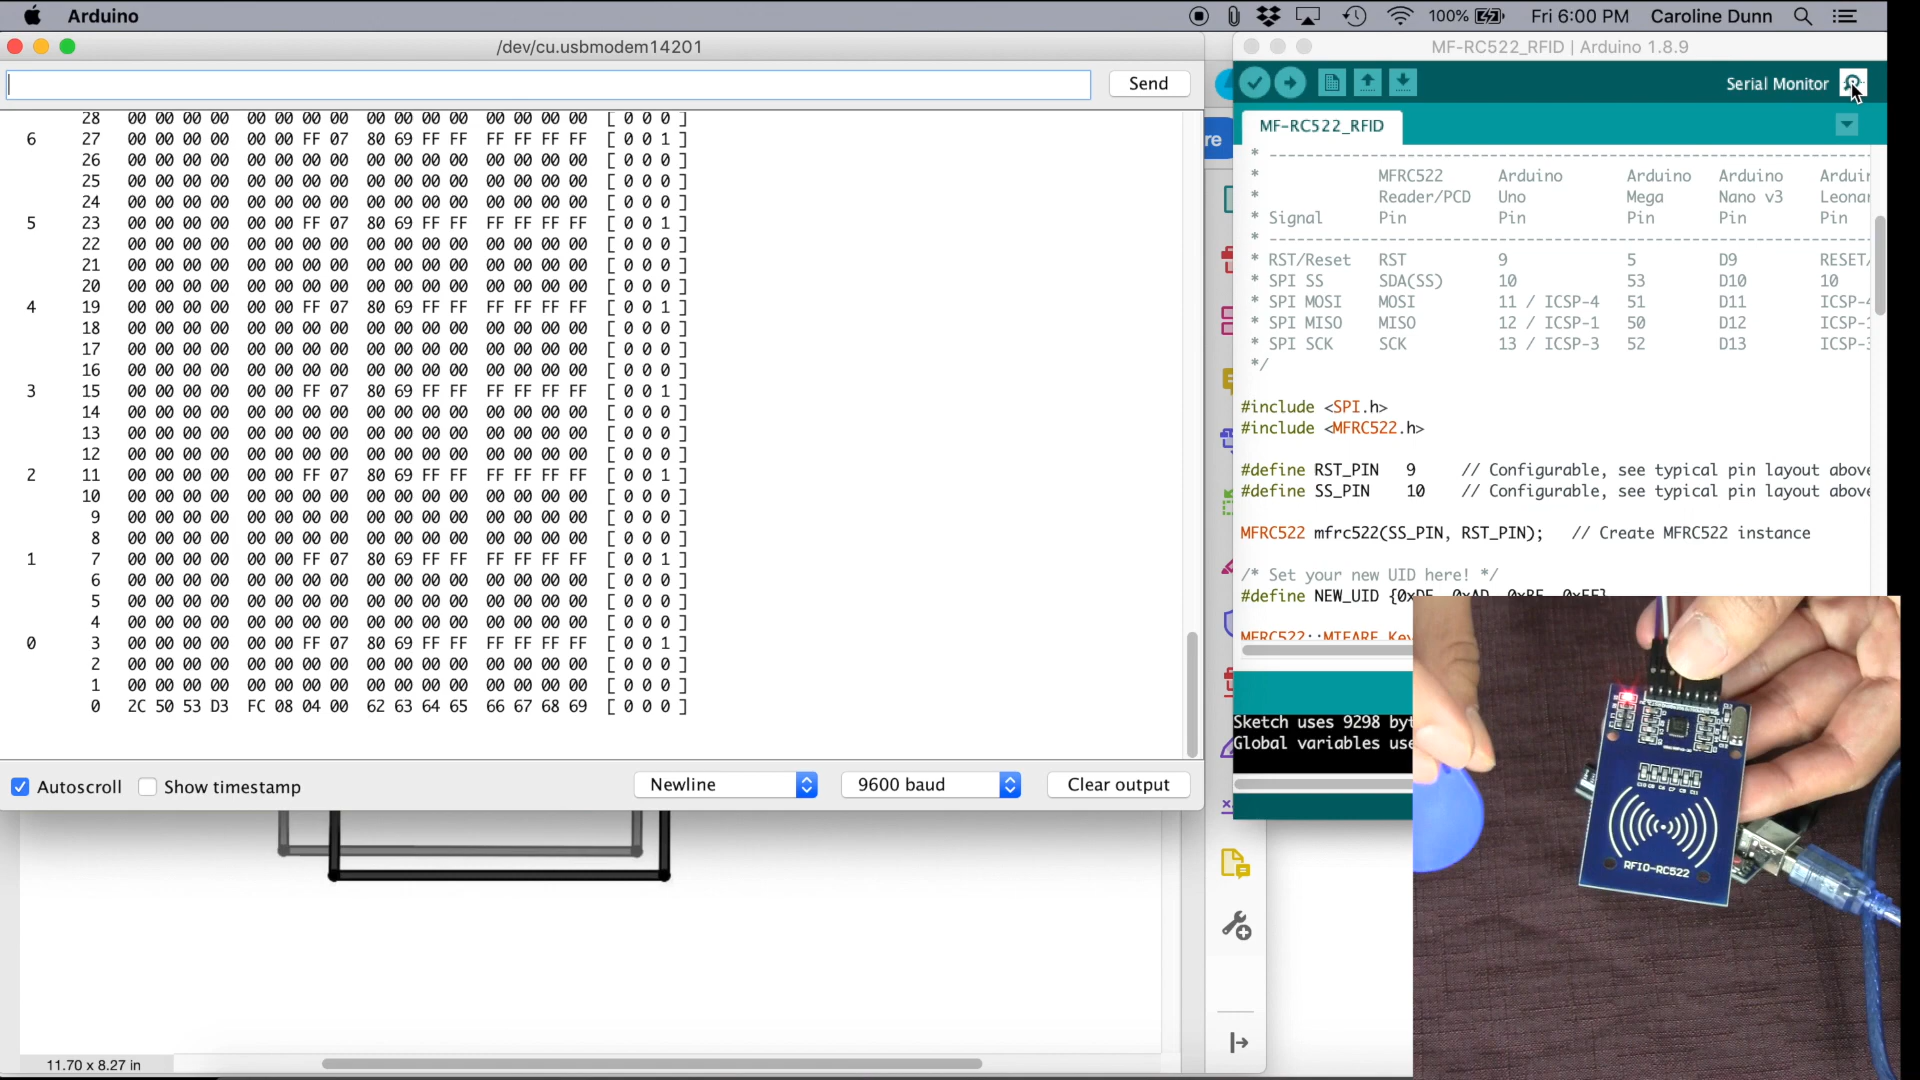 Arduino
100%
Fri 6:00 PM
Caroline Dunn
/dev/cu.usbmodem14201
Send
28 00 00 00 00 00 00 00 00 00 00 00 00 00 00 00 00 [ 0 0 0 ]
6 27 00 00 00 00 00 00 FF 07 80 69 FF FF FF FF FF FF [ 0 0 1 ]
26 00 00 00 00 00 00 00 00 00 00 00 00 00 00 00 00 [ 0 0 0 ]
25 00 00 00 00 00 00 00 00 00 00 00 00 00 00 00 00 [ 0 0 0 ]
24 00 00 00 00 00 00 00 00 00 00 00 00 00 00 00 00 [ 0 0 0 ]
5 23 00 00 00 00 00 00 FF 07 80 69 FF FF FF FF FF FF [ 0 0 1 ]
22 00 00 00 00 00 00 00 00 00 00 00 00 00 00 00 00 [ 0 0 0 ]
21 00 00 00 00 00 00 00 00 00 00 00 00 00 00 00 00 [ 0 0 0 ]
20 00 00 00 00 00 00 00 00 00 00 00 00 00 00 00 00 [ 0 0 0 ]
4 19 00 00 00 00 00 00 FF 07 80 69 FF FF FF FF FF FF [ 0 0 1 ]
18 00 00 00 00 00 00 00 00 00 00 00 00 00 00 00 00 [ 0 0 0 ]
17 00 00 00 00 00 00 00 00 00 00 00 00 00 00 00 00 [ 0 0 0 ]
16 00 00 00 00 00 00 00 00 00 00 00 00 00 00 00 00 [ 0 0 0 ]
3 15 00 00 00 00 00 00 FF 07 80 69 FF FF FF FF FF FF [ 0 0 1 ]
14 00 00 00 00 00 00 00 00 00 00 00 00 00 00 00 00 [ 0 0 0 ]
13 00 00 00 00 00 00 00 00 00 00 00 00 00 00 00 00 [ 0 0 0 ]
12 00 00 00 00 00 00 00 00 00 00 00 00 00 00 00 00 [ 0 0 0 ]
2 11 00 00 00 00 00 00 FF 07 80 69 FF FF FF FF FF FF [ 0 0 1 ]
10 00 00 00 00 00 00 00 00 00 00 00 00 00 00 00 00 [ 0 0 0 ]
9 00 00 00 00 00 00 00 00 00 00 00 00 00 00 00 00 [ 0 0 0 ]
8 00 00 00 00 00 00 00 00 00 00 00 00 00 00 00 00 [ 0 0 0 ]
1 7 00 00 00 00 00 00 FF 07 80 69 FF FF FF FF FF FF [ 0 0 1 ]
6 00 00 00 00 00 00 00 00 00 00 00 00 00 00 00 00 [ 0 0 0 ]
5 00 00 00 00 00 00 00 00 00 00 00 00 00 00 00 00 [ 0 0 0 ]
4 00 00 00 00 00 00 00 00 00 00 00 00 00 00 00 00 [ 0 0 0 ]
0 3 00 00 00 00 00 00 FF 07 80 69 FF FF FF FF FF FF [ 0 0 1 ]
2 00 00 00 00 00 00 00 00 00 00 00 00 00 00 00 00 [ 0 0 0 ]
1 00 00 00 00 00 00 00 00 00 00 00 00 00 00 00 00 [ 0 0 0 ]
0 2C 50 53 D3 FC 08 04 00 62 63 64 65 66 67 68 69 [ 0 0 0 ]
Autoscroll
Show timestamp
Newline
9600 baud
Clear output
11.70 x 8.27 in
re
MF-RC522_RFID | Arduino 1.8.9
Serial Monitor
MF-RC522_RFID
* ---------------------------------------------------------------
* MFRC522 Arduino Arduino Arduino Arduin
* Reader/PCD Uno Mega Nano v3 Leona
* Signal Pin Pin Pin Pin Pin
* ---------------------------------------------------------------
* RST/Reset RST 9 5 D9 RESET/
* SPI SS SDA(SS) 10 53 D10 10
* SPI MOSI MOSI 11 / ICSP-4 51 D11 ICSP-4
* SPI MISO MISO 12 / ICSP-1 50 D12 ICSP-1
* SPI SCK SCK 13 / ICSP-3 52 D13 ICSP-3
*/
#include <SPI.h>
#include <MFRC522.h>
#define RST_PIN 9 // Configurable, see typical pin layout above
#define SS_PIN 10 // Configurable, see typical pin layout above
MFRC522 mfrc522(SS_PIN, RST_PIN); // Create MFRC522 instance
/* Set your new UID here! */
#define NEW_UID {0xDE, 0xAD, 0xBE, 0xEF}
MFRC522::MIFARE_Key
Sketch uses 9298 byt
Global variables use
RFID-RC522